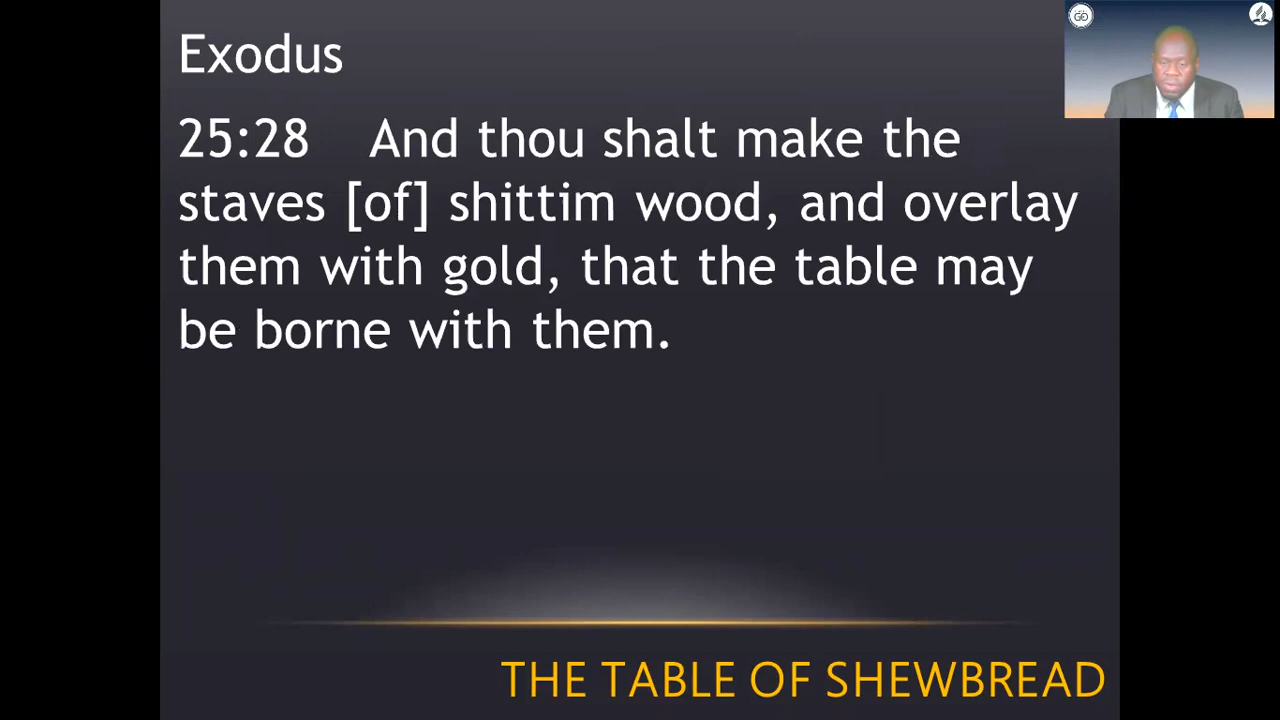 Exodus
25:28 And thou shalt make the
staves [of] shittim wood, and overlay
them with gold, that the table may
be borne with them.
THE TABLE OF SHEWBREAD